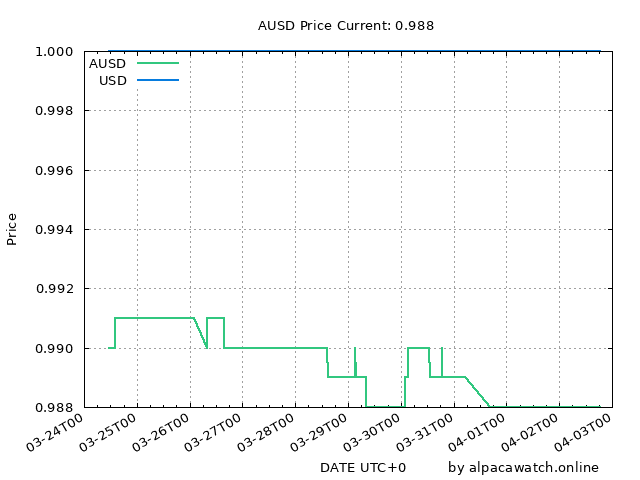 AUSD Price Current: 0.988
1.000
AUSD
USD
0.998
0.996
0.994
0.992
0.990
0.988
Price
03-24T00 03-25T00 03-26T00 03-27T00 03-28T00 03-29T00 03-30T00 03-31T00 04-01T00 04-02T00 04-03T00
DATE UTC+0 by alpacawatch.online